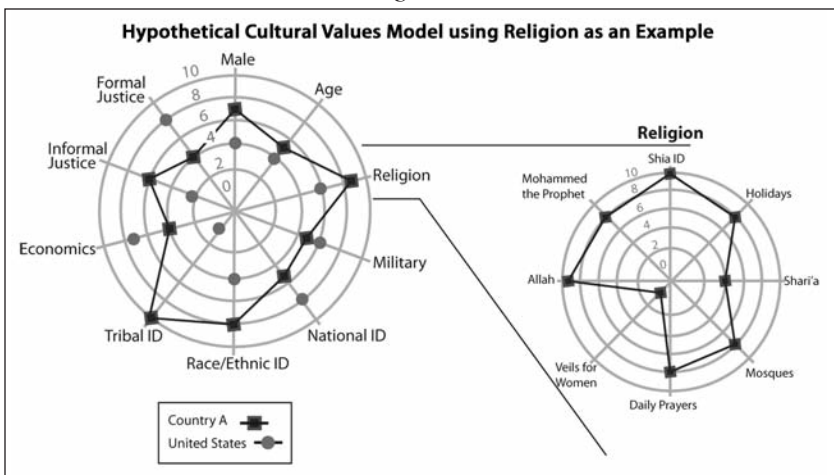 Hypothetical Cultural Values Model using Religion as an Example
Male
Age
Religion
Military
National ID
Race/Ethnic ID
Tribal ID
Economics
Informal
Justice
Formal
Justice
10
8
6
4
2
0
Country A
United States
Religion
Shia ID
Holidays
Shari'a
Mosques
Daily Prayers
Veils for
Women
Allah
Mohammed
the Prophet
10
8
6
4
2
0